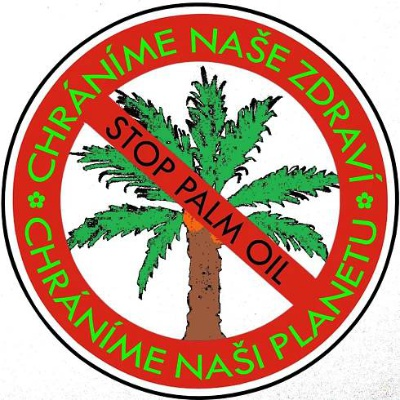 CHRÁNÍME NAŠE ZDRAVÍ
STOP PALM OIL
CHRÁNÍME NAŠI PLANETU